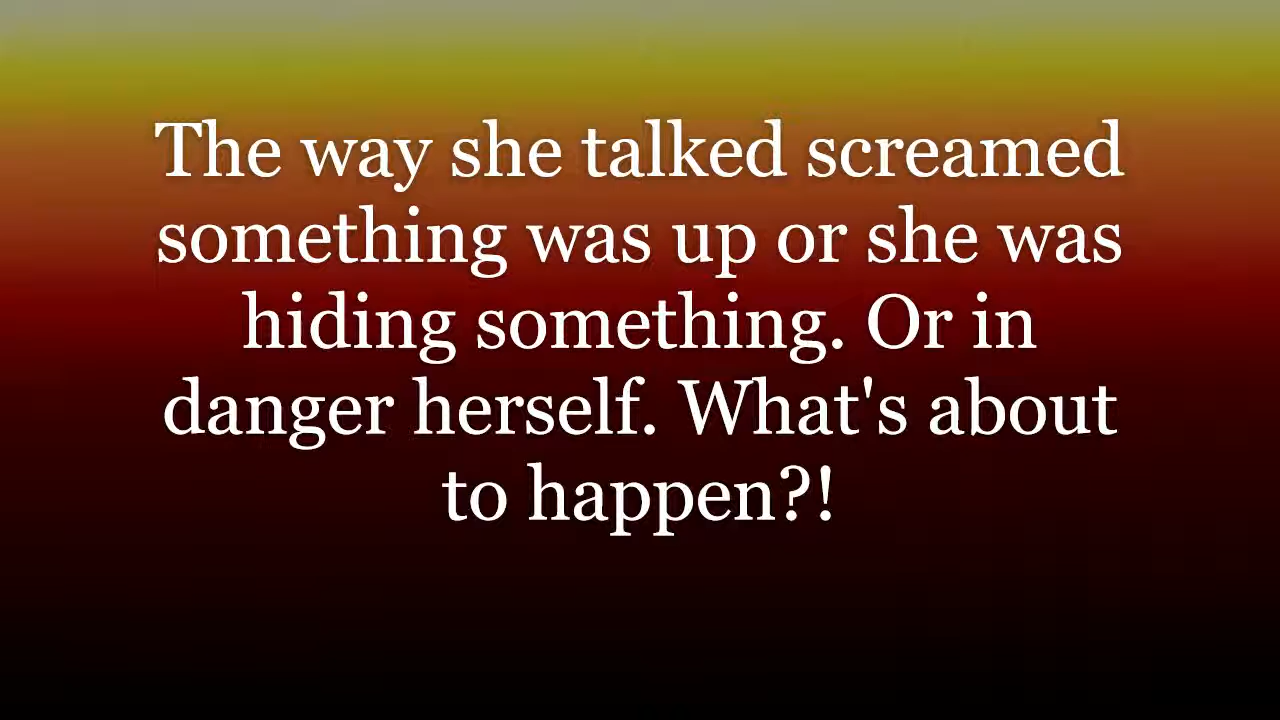 The way she talked screamed
something was up or she was
hiding something. Or in
danger herself. What's about
to happen?!